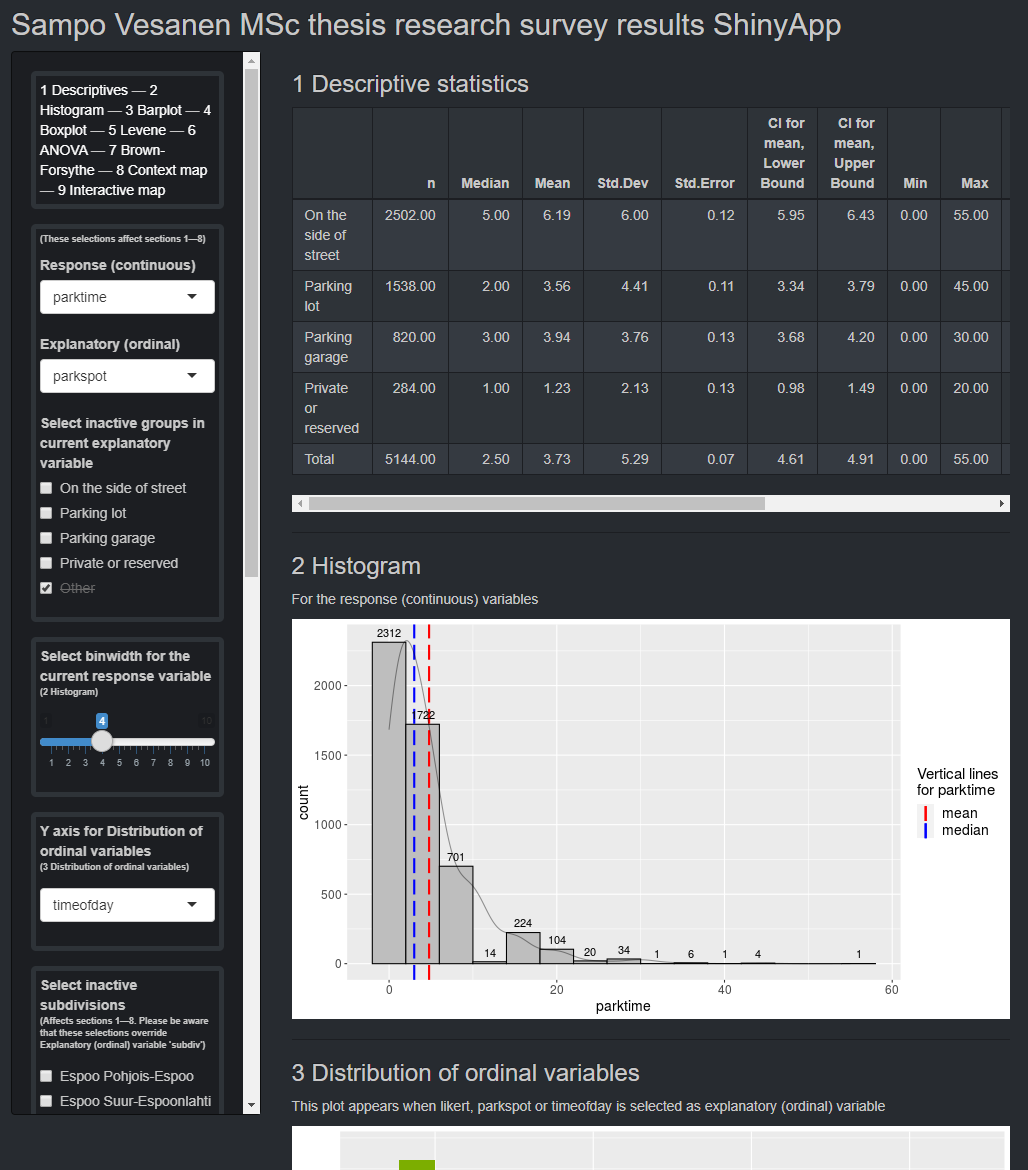 Sampo Vesanen MSc thesis research survey results ShinyApp
1 Descriptives — 2
Histogram — 3 Barplot — 4
Boxplot — 5 Levene — 6
ANOVA — 7 Brown-
Forsythe — 8 Context map
— 9 Interactive map
(These selections affect sections 1—8)
Response (continuous)
parktime
Explanatory (ordinal)
parkspot
Select inactive groups in
current explanatory
variable
On the side of street
Parking lot
Parking garage
Private or reserved
Other
Select binwidth for the
current response variable
(2 Histogram)
1 4 10
1 2 3 4 5 6 7 8 9 10
Y axis for Distribution of
ordinal variables
(3 Distribution of ordinal variables)
timeofday
Select inactive
subdivisions
(Affects sections 1—8. Please be aware
that these selections override
Explanatory (ordinal) variable 'subdiv')
Espoo Pohjois-Espoo
Espoo Suur-Espoonlahti
1 Descriptive statistics
n Median Mean Std.Dev Std.Error CI for mean, Lower Bound CI for mean, Upper Bound Min Max
On the side of street 2502.00 5.00 6.19 6.00 0.12 5.95 6.43 0.00 55.00
Parking lot 1538.00 2.00 3.56 4.41 0.11 3.34 3.79 0.00 45.00
Parking garage 820.00 3.00 3.94 3.76 0.13 3.68 4.20 0.00 30.00
Private or reserved 284.00 1.00 1.23 2.13 0.13 0.98 1.49 0.00 20.00
Total 5144.00 2.50 3.73 5.29 0.07 4.61 4.91 0.00 55.00
2 Histogram
For the response (continuous) variables
2312
1722
701
14
224
104
20
34
1
6
1
4
1
2000
1500
1000
500
0
count
0 20 40 60
parktime
Vertical lines
for parktime
mean
median
3 Distribution of ordinal variables
This plot appears when likert, parkspot or timeofday is selected as explanatory (ordinal) variable